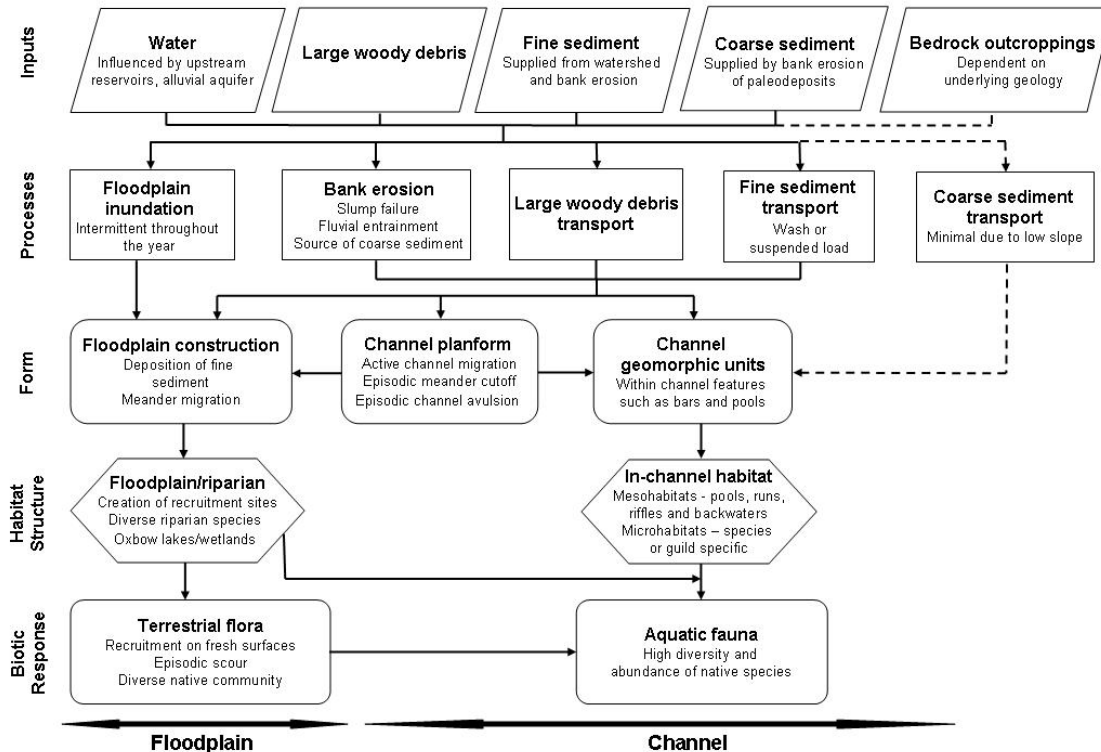 Inputs
Water
Influenced by upstream
reservoirs, alluvial aquifer
Large woody debris
Fine sediment
Supplied from watershed
and bank erosion
Coarse sediment
Supplied by bank erosion
of paleodeposits
Bedrock outcroppings
Dependent on
underlying geology
Processes
Floodplain
inundation
Intermittent throughout
the year
Bank erosion
Slump failure
Fluvial entrainment
Source of coarse sediment
Large woody debris
transport
Fine sediment
transport
Wash or
suspended load
Coarse sediment
transport
Minimal due to low slope
Form
Floodplain construction
Deposition of fine
sediment
Meander migration
Channel planform
Active channel migration
Episodic meander cutoff
Episodic channel avulsion
Channel
geomorphic units
Within channel features
such as bars and pools
Habitat
Structure
Floodplain/riparian
Creation of recruitment sites
Diverse riparian species
Oxbow lakes/wetlands
In-channel habitat
Mesohabitats - pools, runs,
riffles and backwaters
Microhabitats – species
or guild specific
Biotic
Response
Terrestrial flora
Recruitment on fresh surfaces
Episodic scour
Diverse native community
Aquatic fauna
High diversity and
abundance of native species
Floodplain
Channel